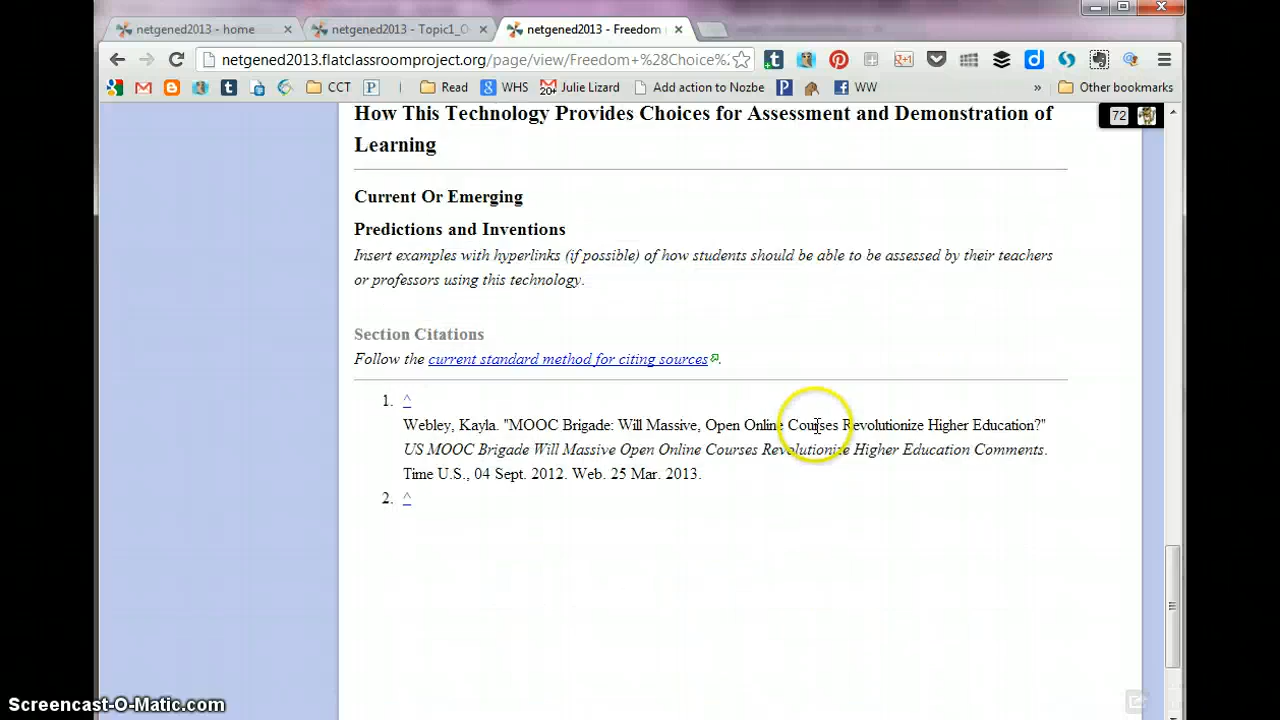 netgened2013 - home
netgened2013 - Topic1_O
netgened2013 - Freedom
netgened2013.flatclassroomproject.org/page/view/Freedom+%28Choice%2
CCT
Read
WHS
20+ Julie Lizard
Add action to Nozbe
WW
»
Other bookmarks
How This Technology Provides Choices for Assessment and Demonstration of
Learning
72
Current Or Emerging
Predictions and Inventions
Insert examples with hyperlinks (if possible) of how students should be able to be assessed by their teachers
or professors using this technology.
Section Citations
Follow the current standard method for citing sources.
1. ^
Webley, Kayla. "MOOC Brigade: Will Massive, Open Online Courses Revolutionize Higher Education?"
US MOOC Brigade Will Massive Open Online Courses Revolutionize Higher Education Comments.
Time U.S., 04 Sept. 2012. Web. 25 Mar. 2013.
2. ^
Screencast-O-Matic.com